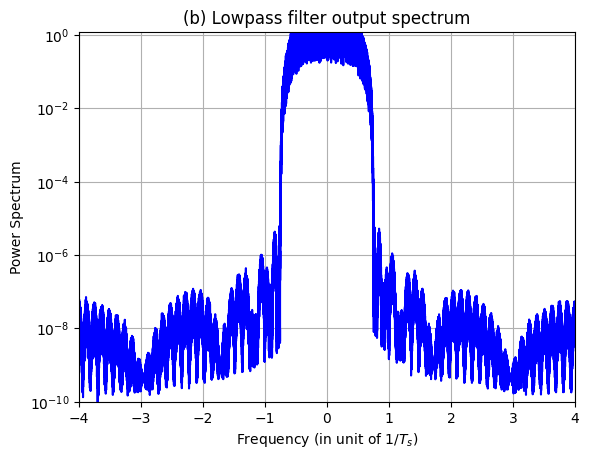 (b) Lowpass filter output spectrum
Power Spectrum
10⁰
10⁻²
10⁻⁴
10⁻⁶
10⁻⁸
10⁻¹⁰
−4 −3 −2 −1 0 1 2 3 4
Frequency (in unit of 1/Tₛ)